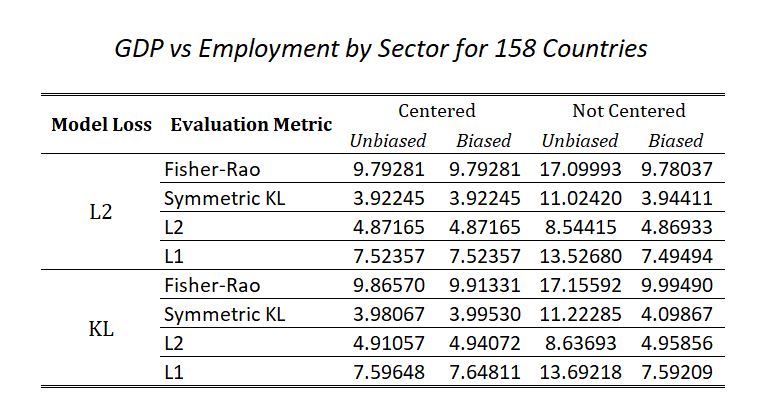 GDP vs Employment by Sector for 158 Countries
Centered Not Centered
Model Loss Evaluation Metric
Unbiased Biased Unbiased Biased
Fisher-Rao 9.79281 9.79281 17.09993 9.78037
Symmetric KL 3.92245 3.92245 11.02420 3.94411
L2
L2 4.87165 4.87165 8.54415 4.86933
L1 7.52357 7.52357 13.52680 7.49494
Fisher-Rao 9.86570 9.91331 17.15592 9.99490
Symmetric KL 3.98067 3.99530 11.22285 4.09867
KL
L2 4.91057 4.94072 8.63693 4.95856
L1 7.59648 7.64811 13.69218 7.59209